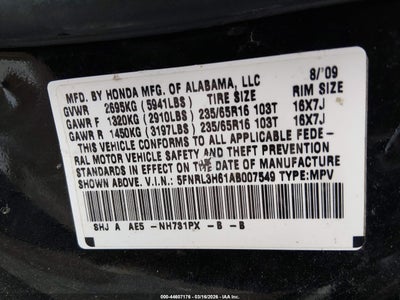 MFD. BY HONDA MFG. OF ALABAMA, LLC 8/'09
GVWR 2695KG (5941LBS) TIRE SIZE RIM SIZE
GAWR F 1320KG (2910LBS) 235/65R16 103T 16X7J
GAWR R 1450KG (3197LBS) 235/65R16 103T 16X7J
THIS VEHICLE CONFORMS TO ALL APPLICABLE FEDE-
RAL MOTOR VEHICLE SAFETY AND THEFT PREVENTION
STANDARDS IN EFFECT ON THE DATE OF MANUFACTURE
SHOWN ABOVE. V.I.N.: 5FNRL3H61AB007549 TYPE: MPV
SHJ A AE5 -NH731PX -B -B
000-44607176 - 03/16/2026 - WWW.IAAI.COM